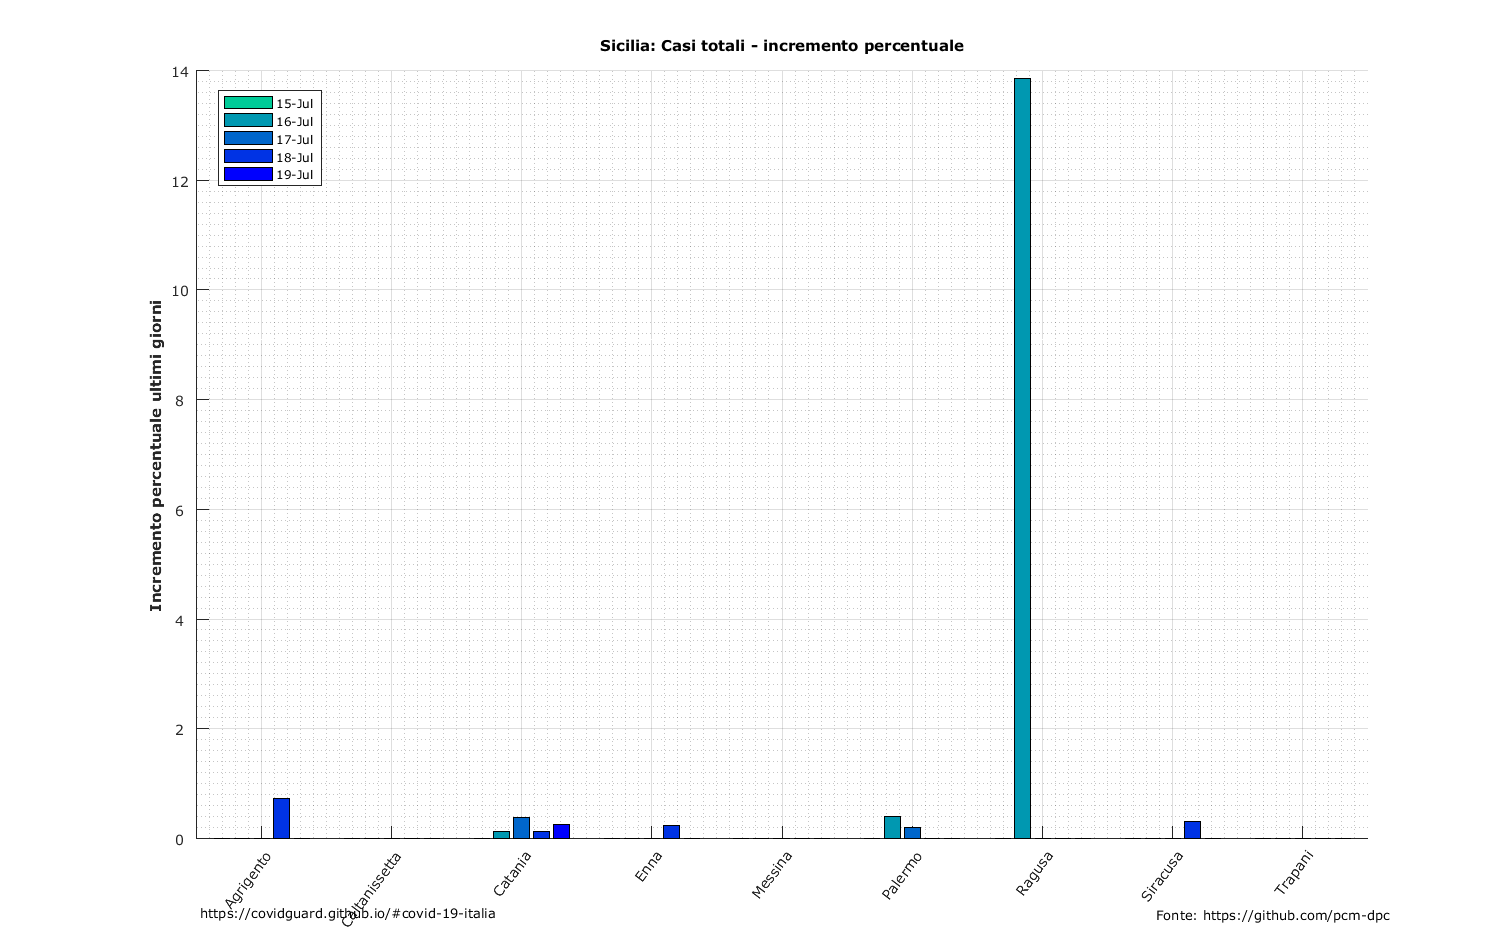 Sicilia: Casi totali - incremento percentuale
14
12
10
8
6
4
2
0
15-Jul
16-Jul
17-Jul
18-Jul
19-Jul
Incremento percentuale ultimi giorni
Agrigento
Caltanissetta
Catania
Enna
Messina
Palermo
Ragusa
Siracusa
Trapani
https://covidguard.github.io/#covid-19-italia
Fonte: https://github.com/pcm-dpc